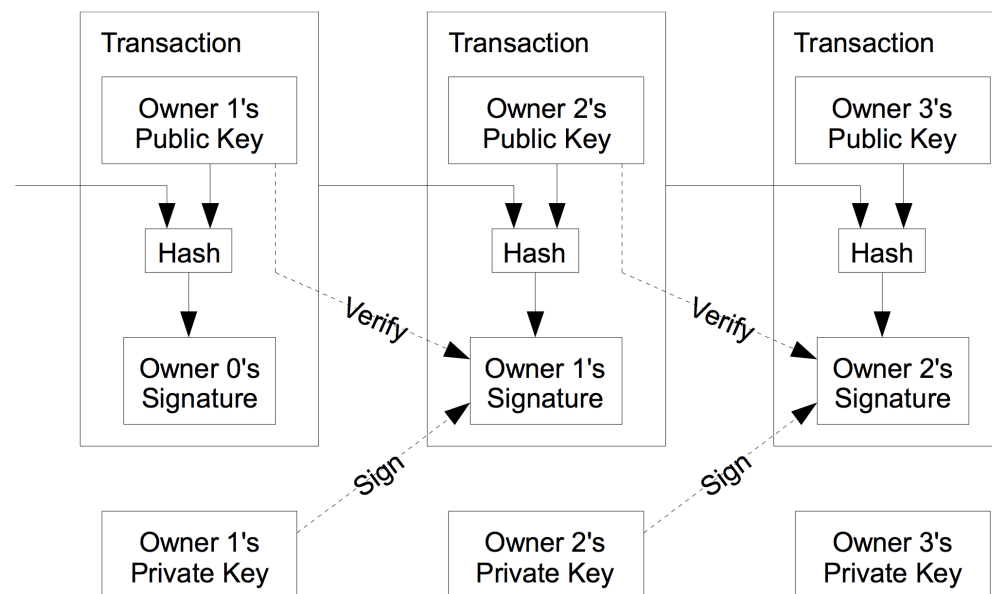 Transaction
Transaction
Transaction
Owner 1's
Public Key
Owner 2's
Public Key
Owner 3's
Public Key
Hash
Hash
Hash
Verify
Verify
Owner 0's
Signature
Owner 1's
Signature
Owner 2's
Signature
Sign
Sign
Owner 1's
Private Key
Owner 2's
Private Key
Owner 3's
Private Key